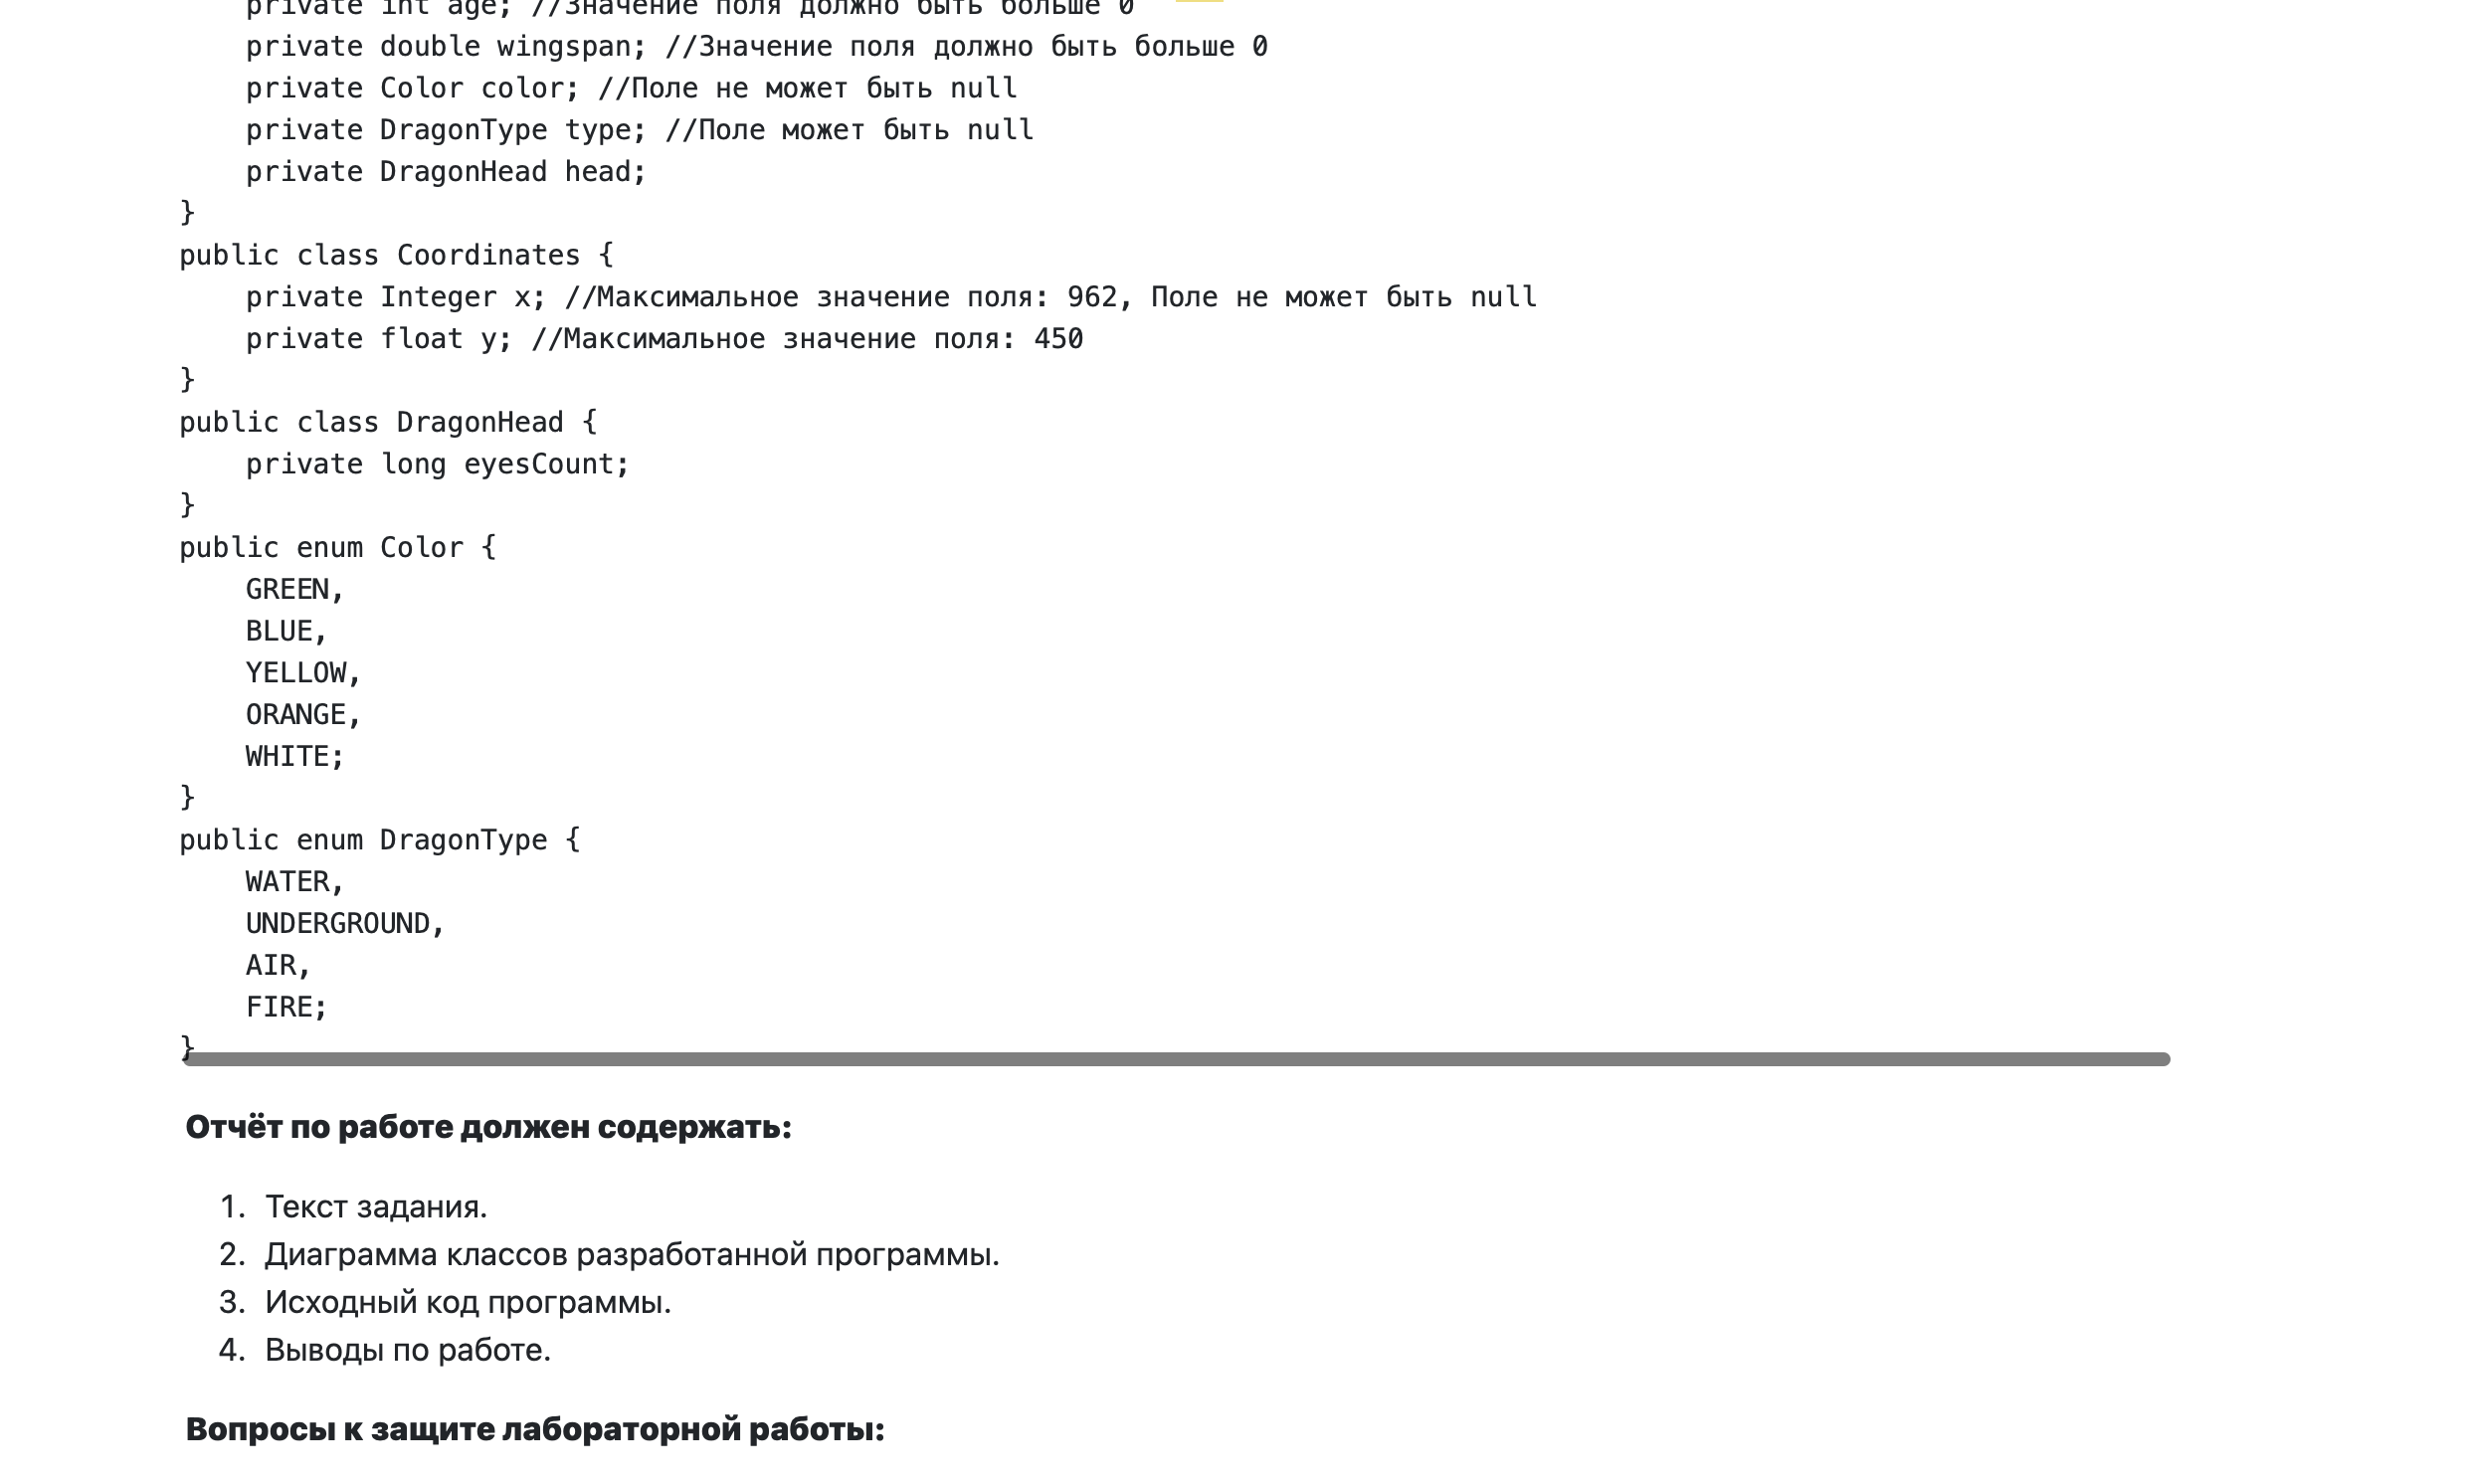 private int age; //Значение поля должно быть больше 0
private double wingspan; //Значение поля должно быть больше 0
private Color color; //Поле не может быть null
private DragonType type; //Поле может быть null
private DragonHead head;
}
public class Coordinates {
private Integer x; //Максимальное значение поля: 962, Поле не может быть null
private float y; //Максимальное значение поля: 450
}
public class DragonHead {
private long eyesCount;
}
public enum Color {
GREEN,
BLUE,
YELLOW,
ORANGE,
WHITE;
}
public enum DragonType {
WATER,
UNDERGROUND,
AIR,
FIRE;
}
Отчёт по работе должен содержать:
1. Текст задания.
2. Диаграмма классов разработанной программы.
3. Исходный код программы.
4. Выводы по работе.
Вопросы к защите лабораторной работы: